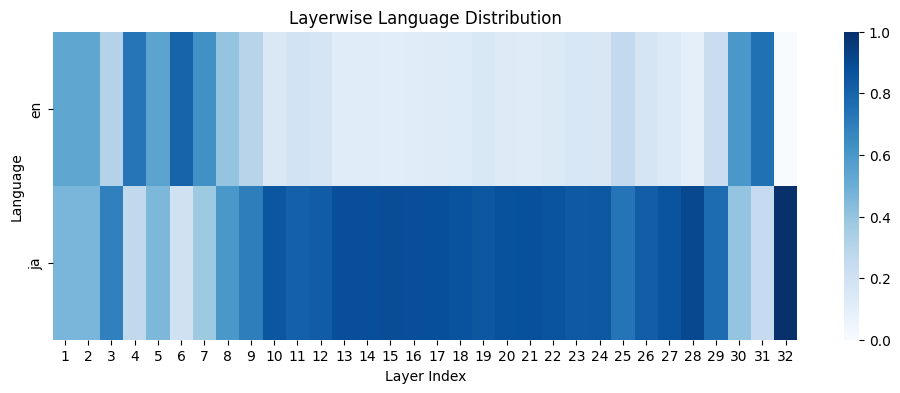 Layerwise Language Distribution
en
ja
Language
1 2 3 4 5 6 7 8 9 10 11 12 13 14 15 16 17 18 19 20 21 22 23 24 25 26 27 28 29 30 31 32
Layer Index
1.0
0.8
0.6
0.4
0.2
0.0